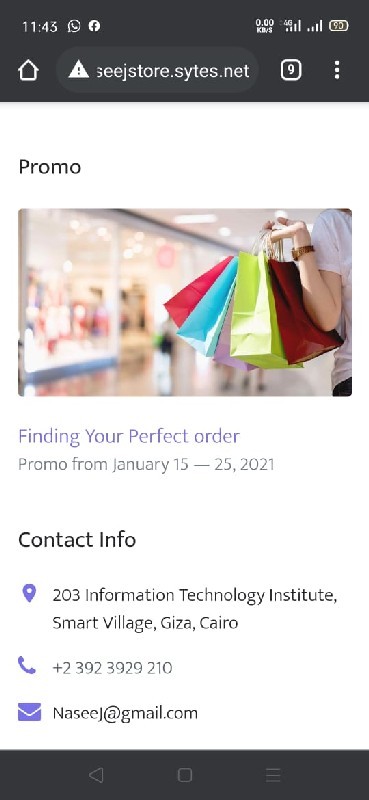 11:43
0.00
KB/S
4G
90
seejstore.sytes.net
9
Promo
Finding Your Perfect order
Promo from January 15 — 25, 2021
Contact Info
203 Information Technology Institute,
Smart Village, Giza, Cairo
+2 392 3929 210
NaseeJ@gmail.com